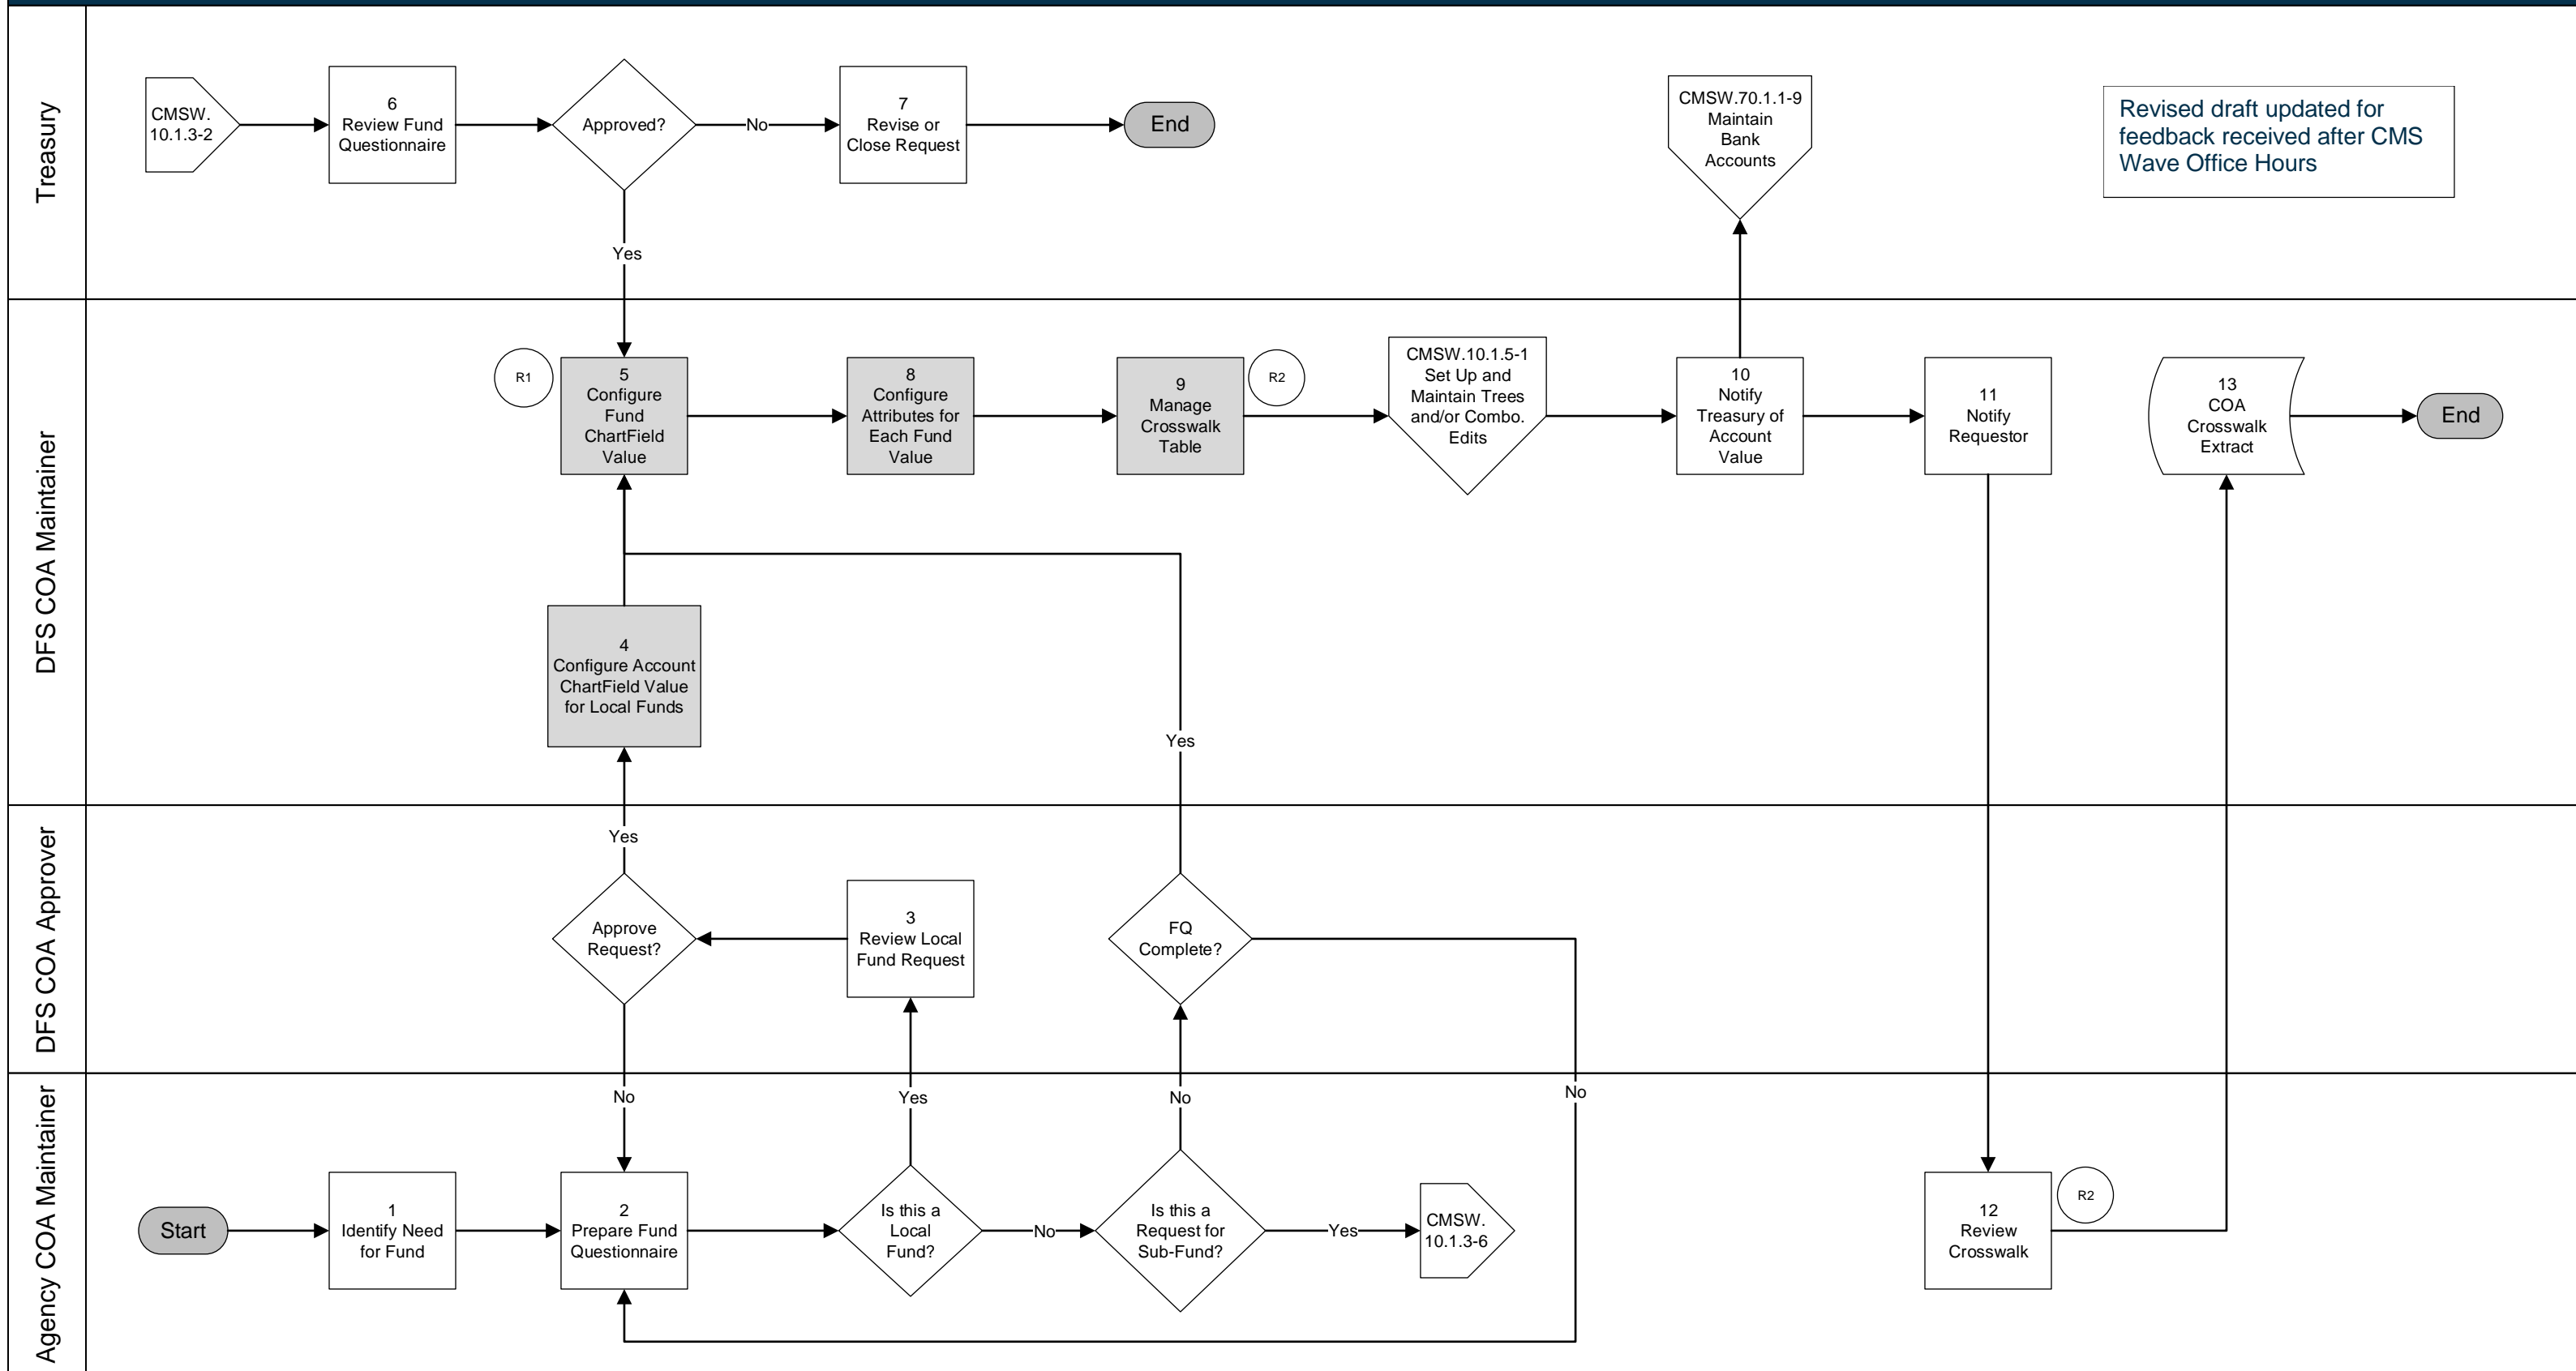 Treasury
CMSW.
10.1.3-2
6
Review Fund
Questionnaire
Approved?
No
7
Revise or
Close Request
End
CMSW.70.1.1-9
Maintain
Bank
Accounts
Revised draft updated for
feedback received after CMS
Wave Office Hours
Yes
DFS COA Maintainer
R1
5
Configure
Fund
ChartField
Value
8
Configure
Attributes for
Each Fund
Value
9
Manage
Crosswalk
Table
R2
CMSW.10.1.5-1
Set Up and
Maintain Trees
and/or Combo.
Edits
10
Notify
Treasury of
Account
Value
11
Notify
Requestor
13
COA
Crosswalk
Extract
End
4
Configure Account
ChartField Value
for Local Funds
Yes
DFS COA Approver
Yes
Approve
Request?
3
Review Local
Fund Request
FQ
Complete?
Agency COA Maintainer
No
Yes
No
No
Start
1
Identify Need
for Fund
2
Prepare Fund
Questionnaire
Is this a
Local
Fund?
No
Is this a
Request for
Sub-Fund?
Yes
CMSW.
10.1.3-6
12
Review
Crosswalk
R2